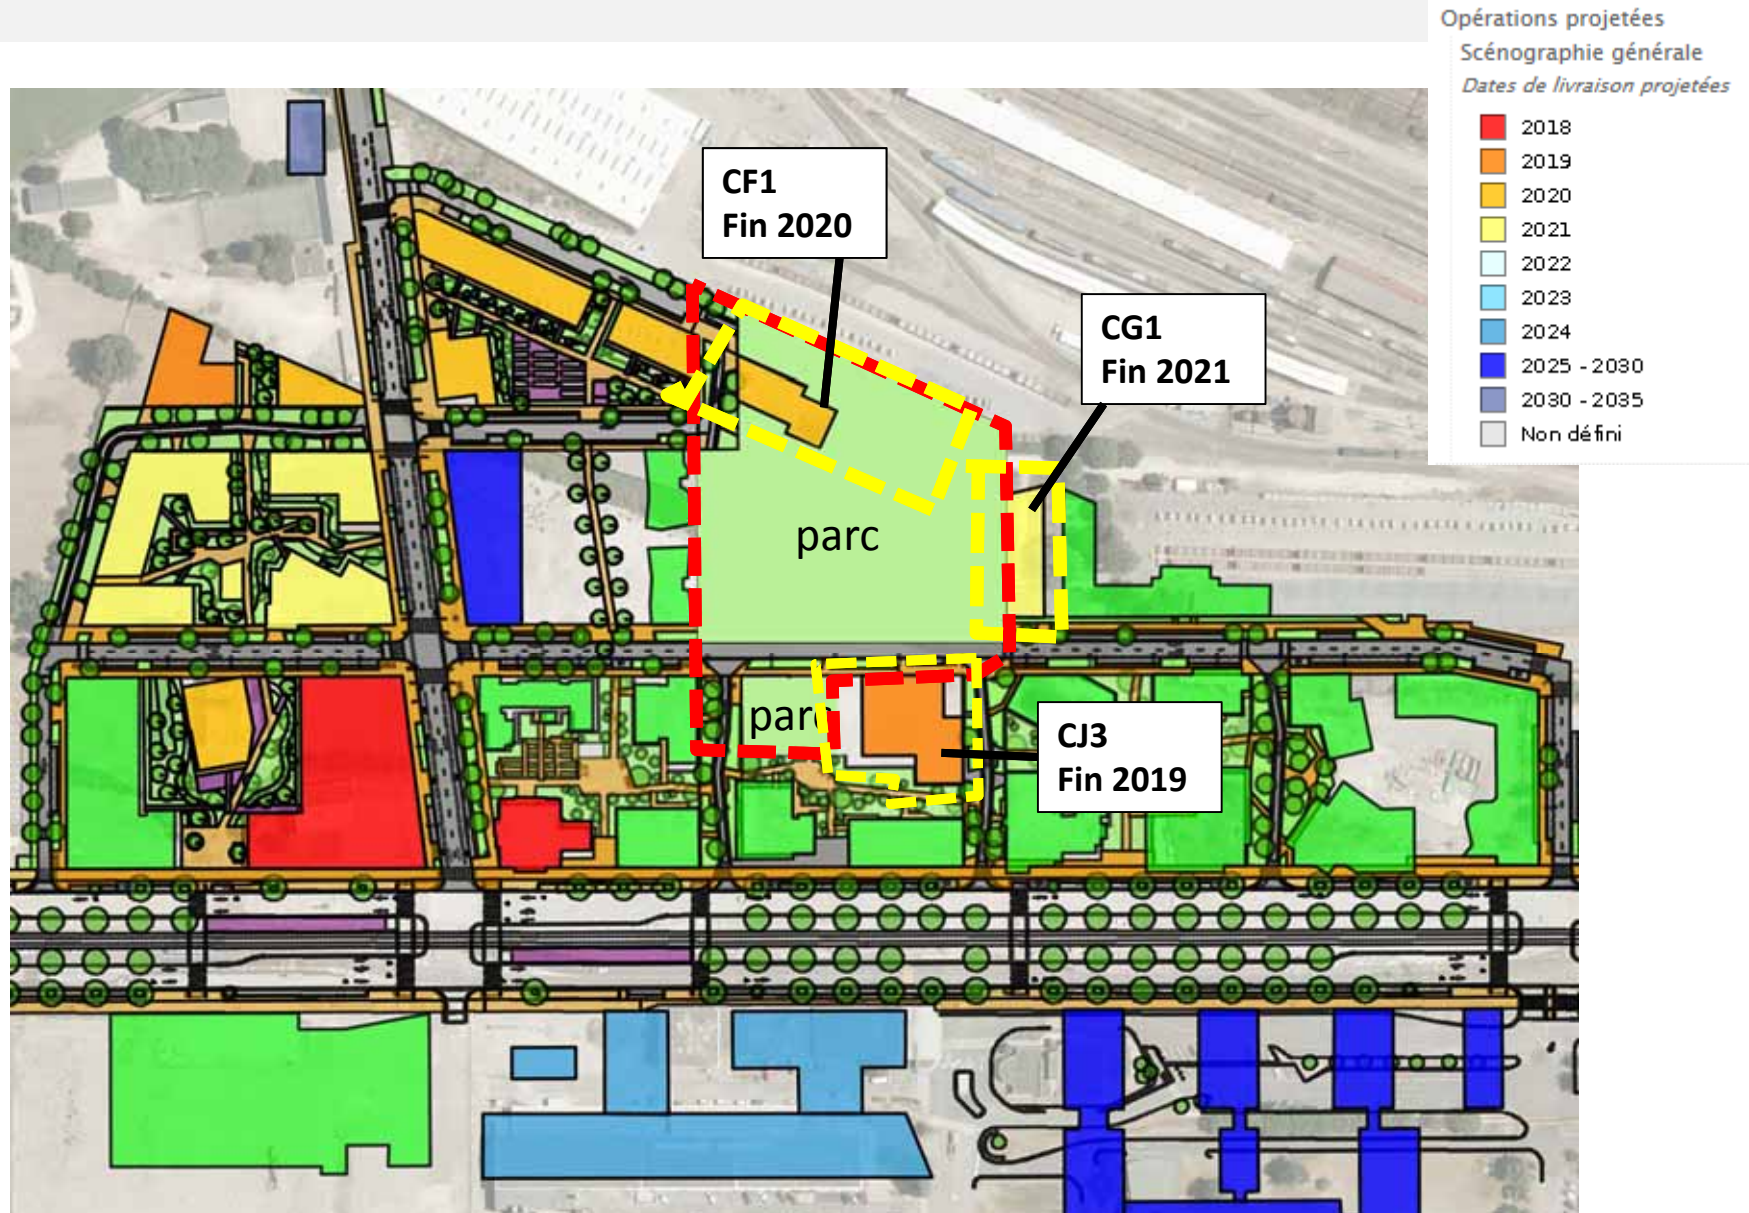 Opérations projetées
Scénographie générale
Dates de livraison projetées
2018
2019
2020
2021
2022
2023
2024
2025 - 2030
2030 - 2035
Non défini
CF1
Fin 2020
CG1
Fin 2021
parc
parc
CJ3
Fin 2019